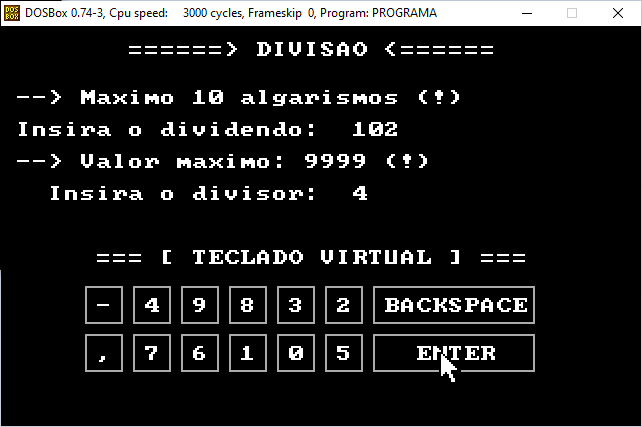 DOSBox 0.74-3, Cpu speed:    3000 cycles, Frameskip  0, Program: PROGRAMA
======> DIVISAO <======
--> Maximo 10 algarismos (!)
Insira o dividendo:  102
--> Valor maximo: 9999 (!)
Insira o divisor:  4
=== [ TECLADO VIRTUAL ] ===
- 4 9 8 3 2 BACKSPACE
, 7 6 1 0 5 ENTER